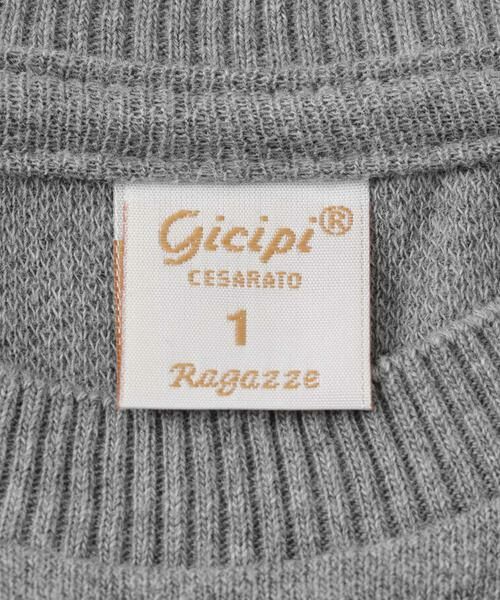 Gicipi®
CESARATO
1
Ragazze